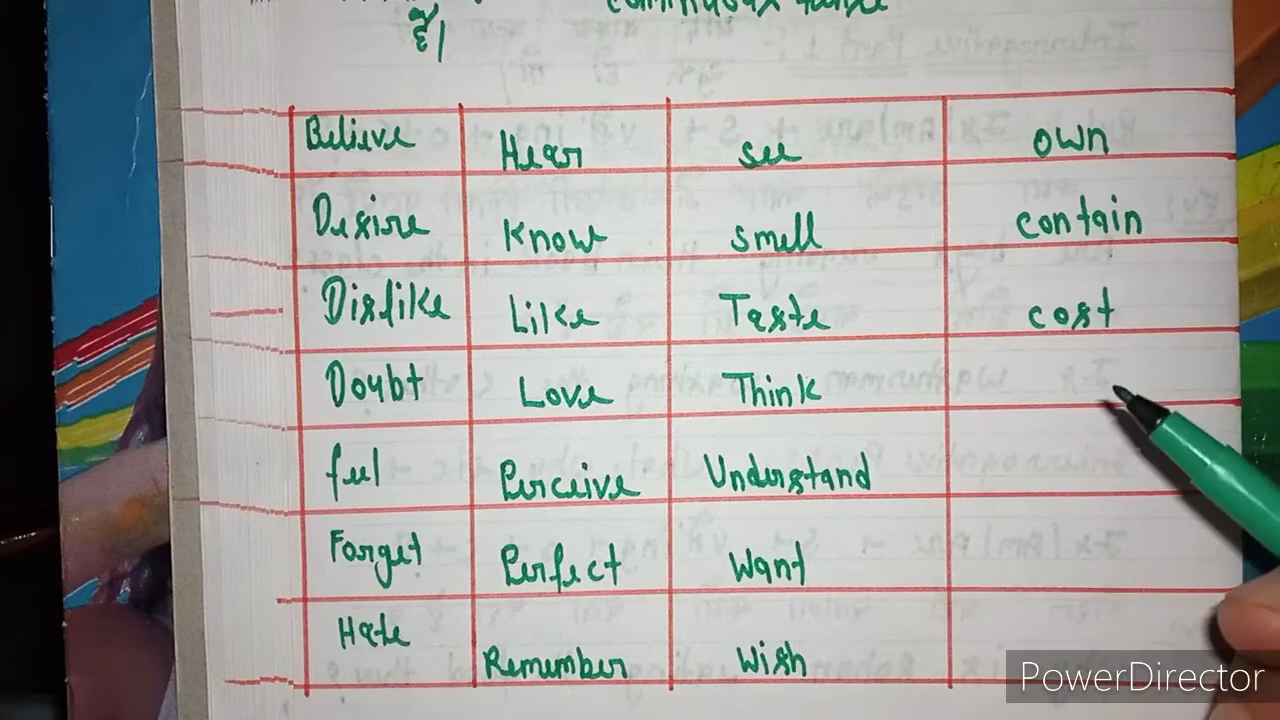 continuous tense
है।
Believe Hear see own
Desire Know smell contain
Dislike Like Taste cost
Doubt Love Think
feel Perceive Understand
Forget Perfect Want
Hate Remember Wish
PowerDirector